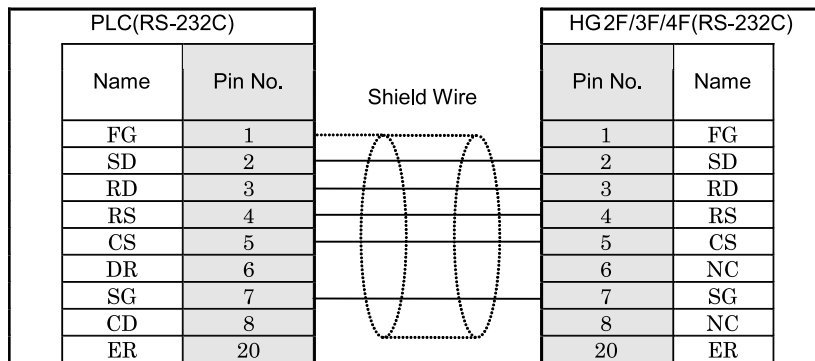 PLC(RS-232C) HG2F/3F/4F(RS-232C)
Name Pin No. Shield Wire Pin No. Name
FG 1 1 FG
SD 2 2 SD
RD 3 3 RD
RS 4 4 RS
CS 5 5 CS
DR 6 6 NC
SG 7 7 SG
CD 8 8 NC
ER 20 20 ER